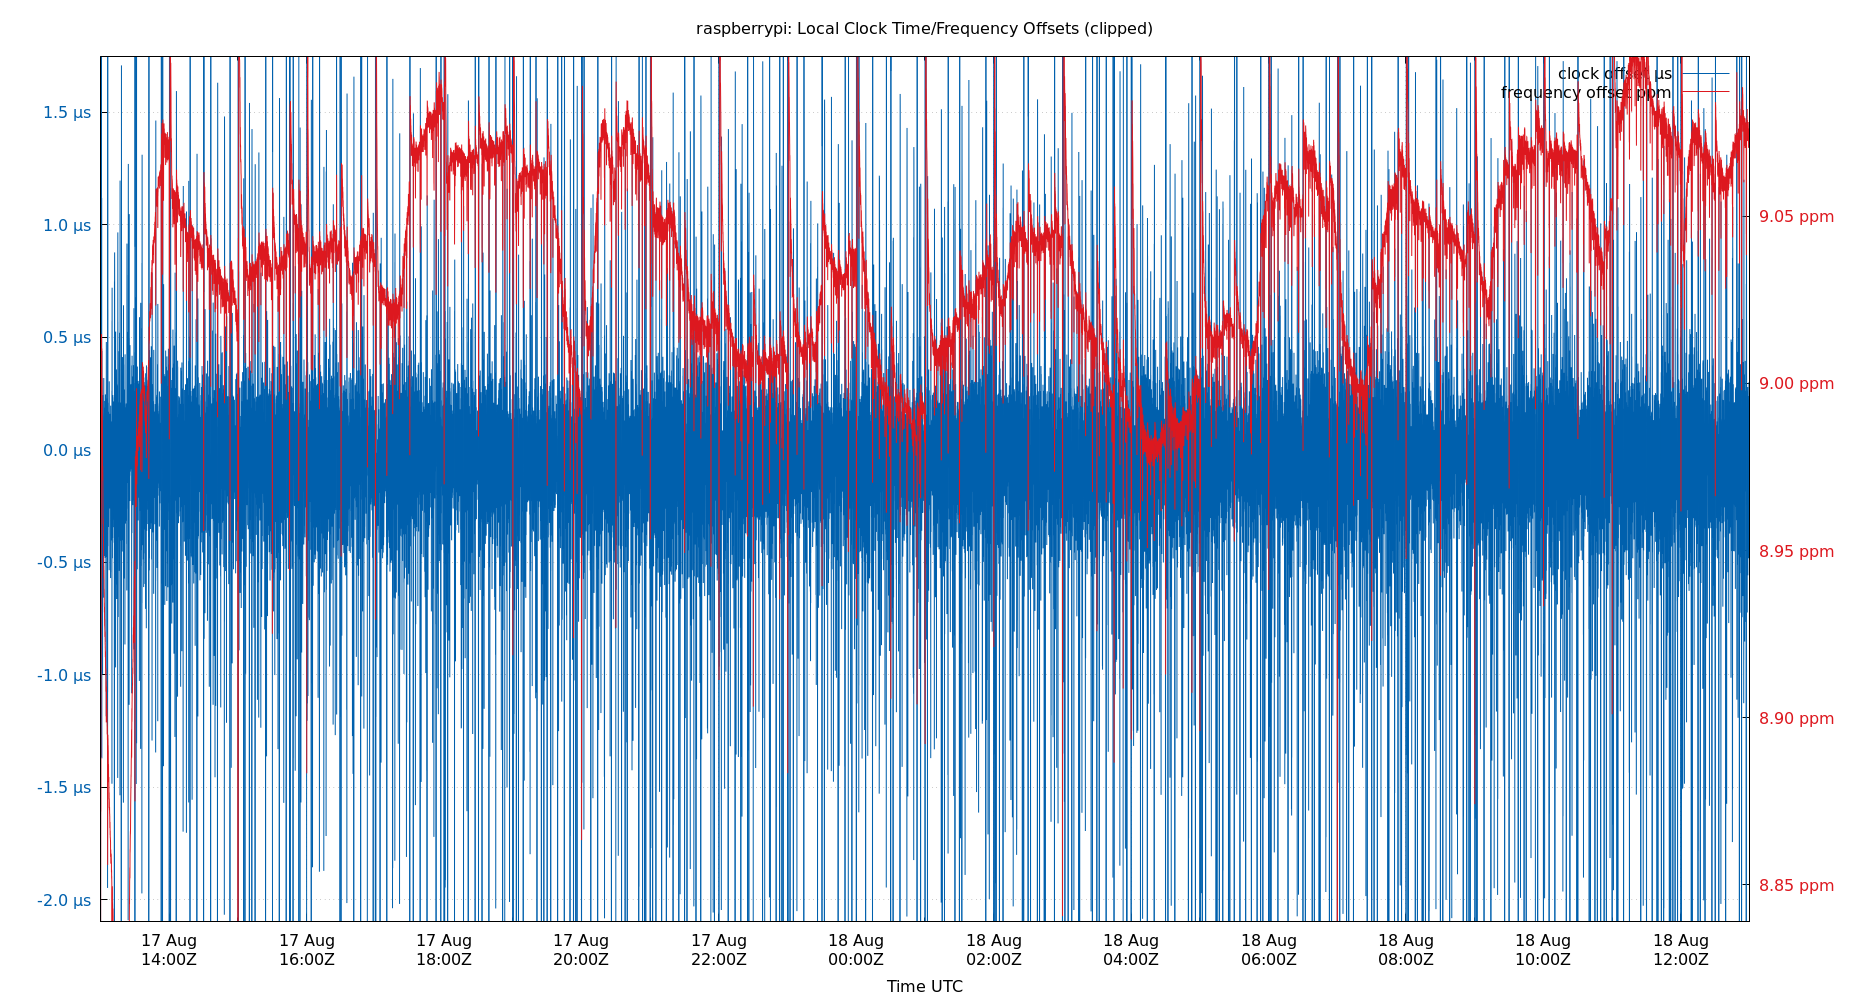 raspberrypi: Local Clock Time/Frequency Offsets (clipped)
clock offset µs
frequency offset ppm
1.5 µs
1.0 µs
0.5 µs
0.0 µs
-0.5 µs
-1.0 µs
-1.5 µs
-2.0 µs
9.05 ppm
9.00 ppm
8.95 ppm
8.90 ppm
8.85 ppm
17 Aug 17 Aug 17 Aug 17 Aug 17 Aug 18 Aug 18 Aug 18 Aug 18 Aug 18 Aug 18 Aug 18 Aug
14:00Z 16:00Z 18:00Z 20:00Z 22:00Z 00:00Z 02:00Z 04:00Z 06:00Z 08:00Z 10:00Z 12:00Z
Time UTC